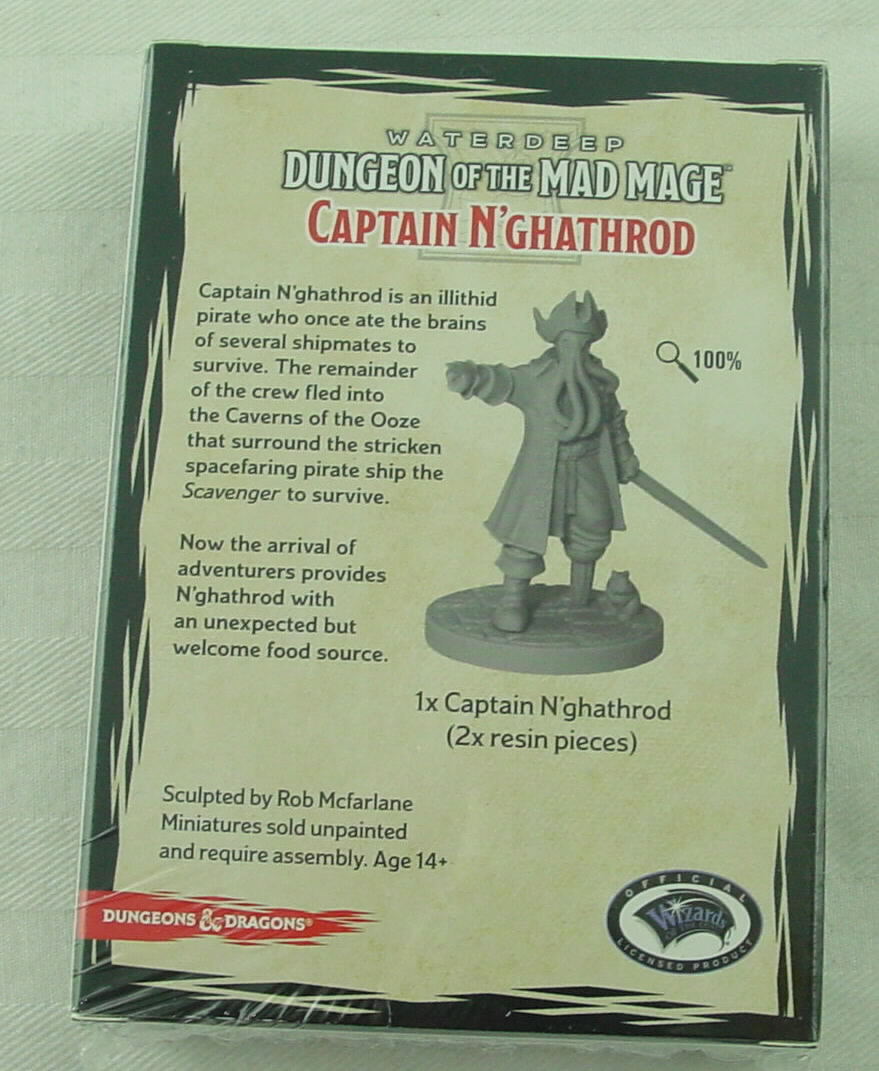 WATERDEEP
DUNGEON OF THE MAD MAGE™
CAPTAIN N'GHATHROD
Captain N'ghathrod is an illithid
pirate who once ate the brains
of several shipmates to
survive. The remainder
of the crew fled into
the Caverns of the Ooze
that surround the stricken
spacefaring pirate ship the
Scavenger to survive.
100%
Now the arrival of
adventurers provides
N'ghathrod with
an unexpected but
welcome food source.
1x Captain N'ghathrod
(2x resin pieces)
Sculpted by Rob Mcfarlane
Miniatures sold unpainted
and require assembly. Age 14+
DUNGEONS & DRAGONS®
OFFICIAL
Wizards
OF THE COAST
LICENSED PRODUCT